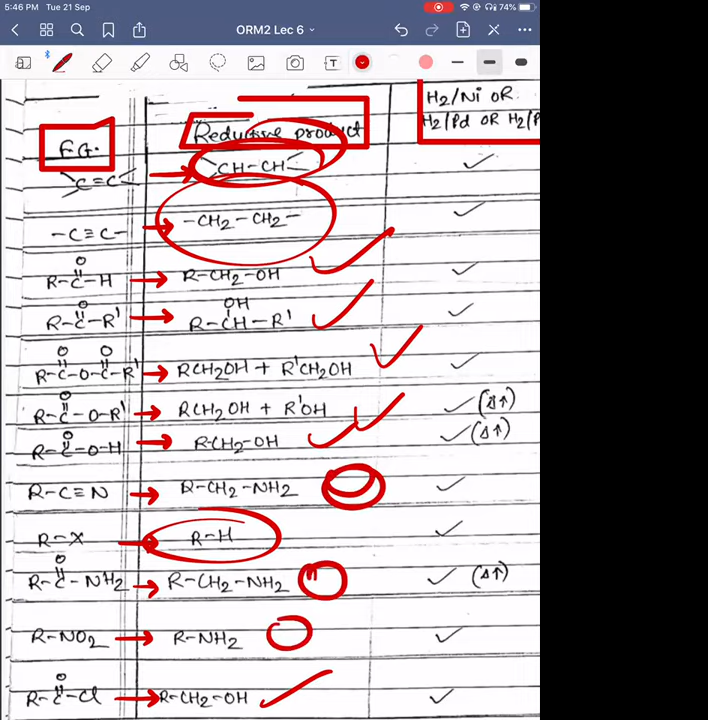 5:46 PM Tue 21 Sep 74%
ORM2 Lec 6
H2/Ni OR
F.G. Reductive product H2/Pd OR H2/P
C=C CH-CH
-C≡C- -CH2-CH2-
R-C(=O)-H R-CH2-OH
R-C(=O)-R' R-CH(OH)-R'
R-C(=O)-O-C(=O)-R' RCH2OH + R'CH2OH
R-C(=O)-O-R' RCH2OH + R'OH (Δ↑)
R-C(=O)-O-H R-CH2-OH (Δ↑)
R-C≡N R-CH2-NH2
R-X R-H
R-C(=O)-NH2 R-CH2-NH2 (Δ↑)
R-NO2 R-NH2
R-C(=O)-Cl R-CH2-OH